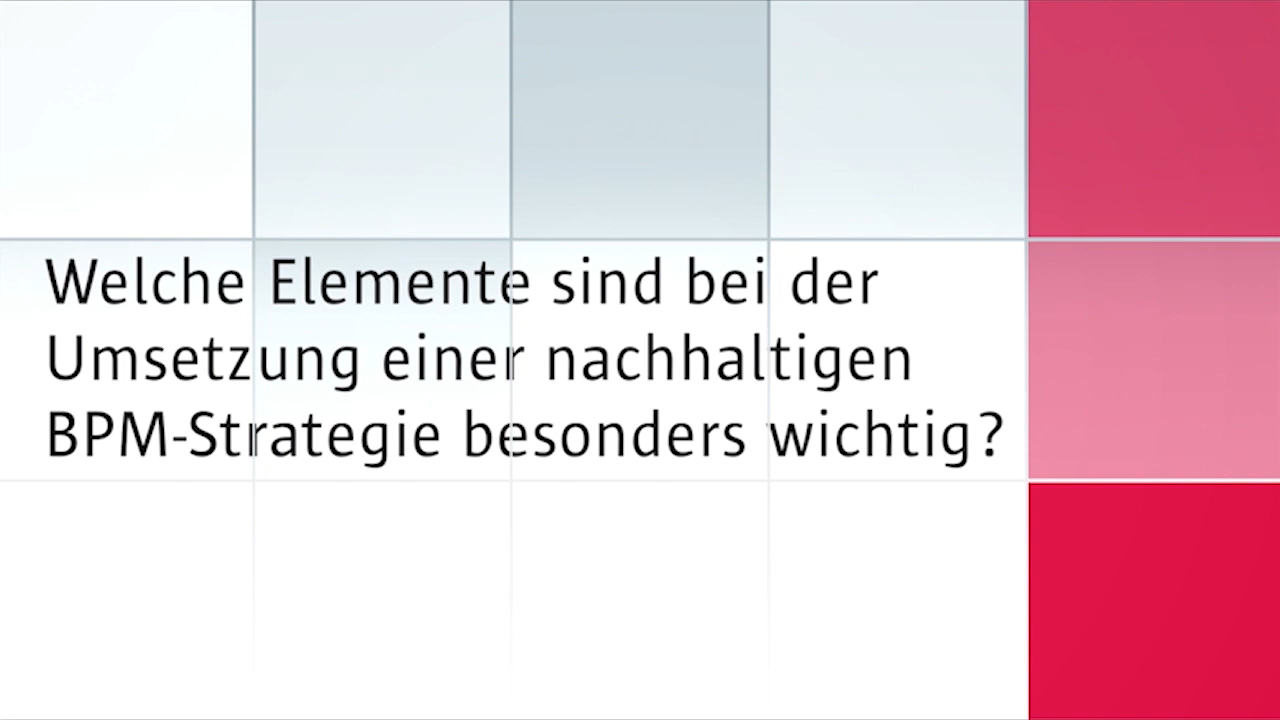 Welche Elemente sind bei der
Umsetzung einer nachhaltigen
BPM-Strategie besonders wichtig?